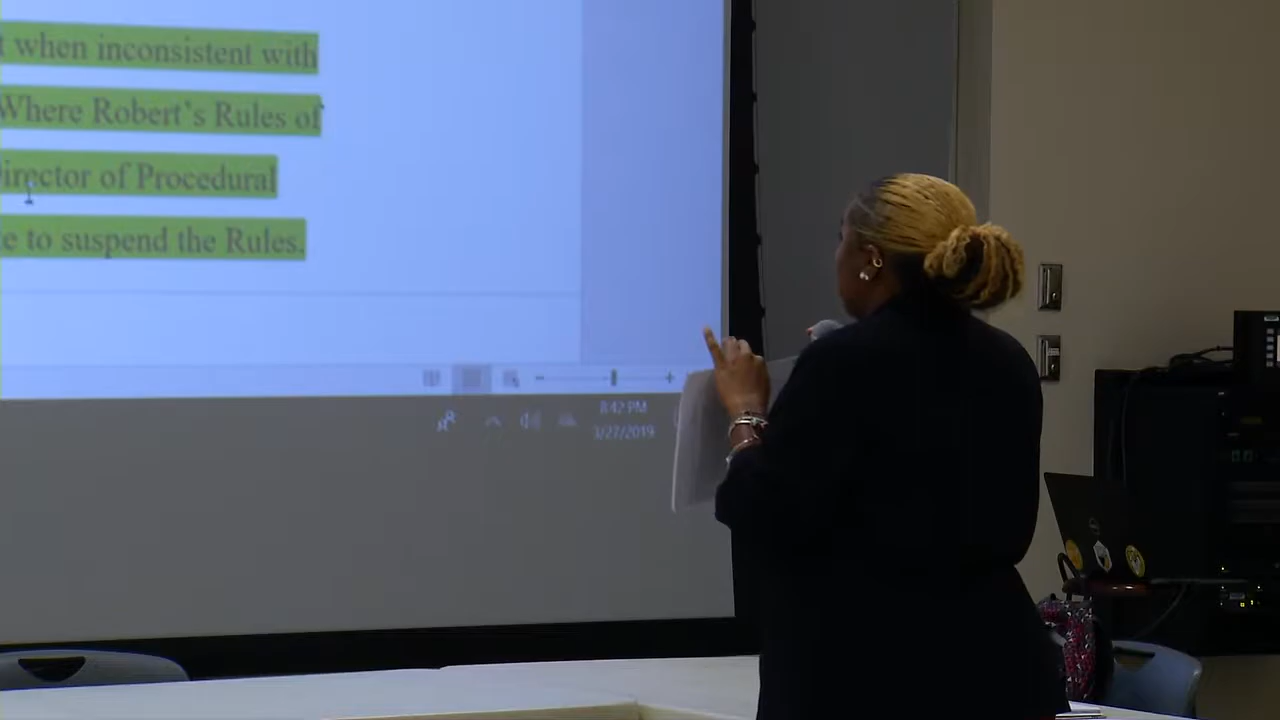 when inconsistent with
Where Robert's Rules of
Director of Procedural
to suspend the Rules.
8:42 PM
3/27/2019